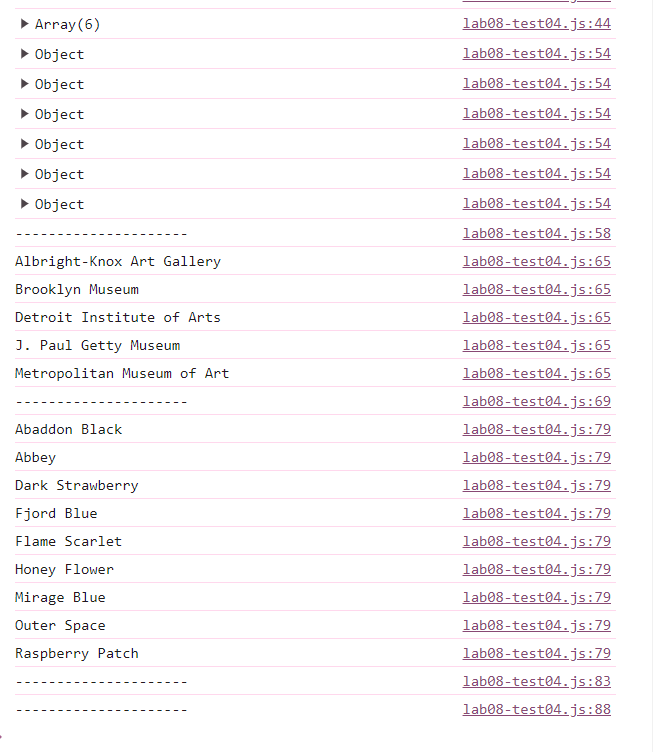 Array(6) lab08-test04.js:44
Object lab08-test04.js:54
Object lab08-test04.js:54
Object lab08-test04.js:54
Object lab08-test04.js:54
Object lab08-test04.js:54
Object lab08-test04.js:54
--------------------- lab08-test04.js:58
Albright-Knox Art Gallery lab08-test04.js:65
Brooklyn Museum lab08-test04.js:65
Detroit Institute of Arts lab08-test04.js:65
J. Paul Getty Museum lab08-test04.js:65
Metropolitan Museum of Art lab08-test04.js:65
--------------------- lab08-test04.js:69
Abaddon Black lab08-test04.js:79
Abbey lab08-test04.js:79
Dark Strawberry lab08-test04.js:79
Fjord Blue lab08-test04.js:79
Flame Scarlet lab08-test04.js:79
Honey Flower lab08-test04.js:79
Mirage Blue lab08-test04.js:79
Outer Space lab08-test04.js:79
Raspberry Patch lab08-test04.js:79
--------------------- lab08-test04.js:83
--------------------- lab08-test04.js:88